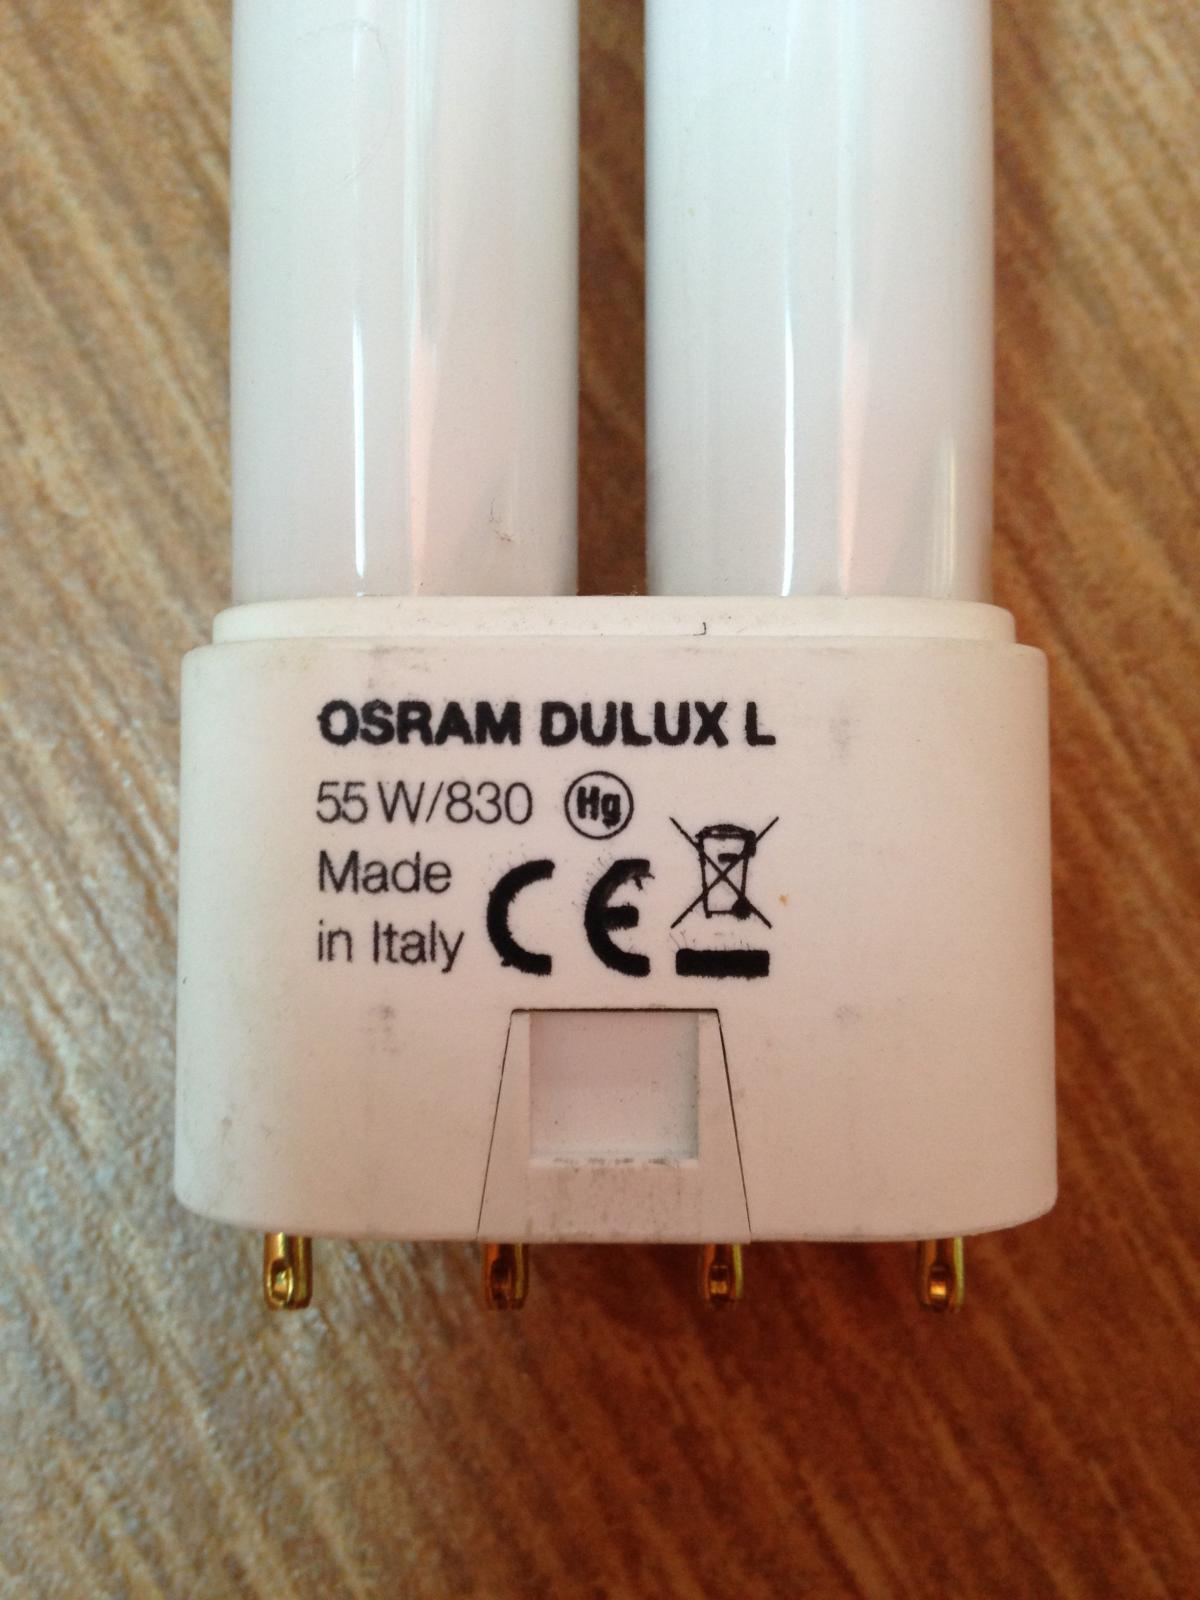 OSRAM DULUX L
55 W/830 Hg
Made
in Italy CE